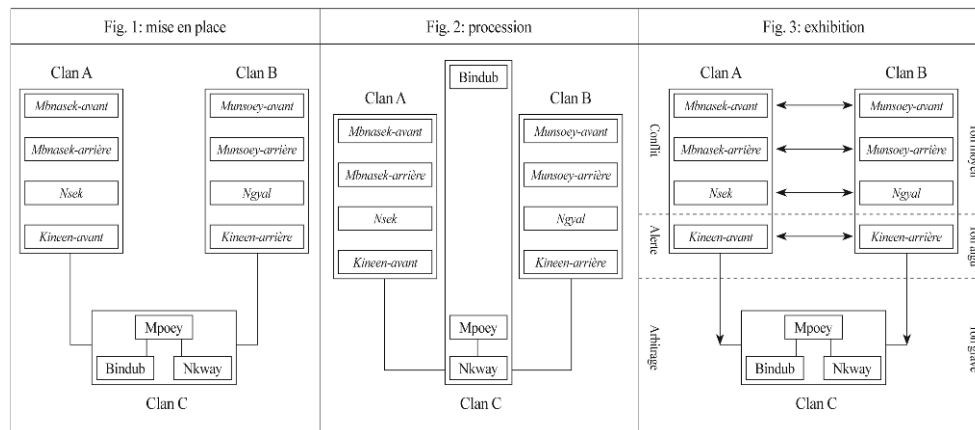 Fig. 1: mise en place
Clan A
Clan B
Mbnasek-avant
Munsoey-avant
Mbnasek-arrière
Munsoey-arrière
Nsek
Ngyal
Kineen-avant
Kineen-arrière
Mpoey
Bindub
Nkway
Clan C
Fig. 2: procession
Bindub
Clan A
Clan B
Mbnasek-avant
Munsoey-avant
Mbnasek-arrière
Munsoey-arrière
Nsek
Ngyal
Kineen-avant
Kineen-arrière
Mpoey
Nkway
Clan C
Fig. 3: exhibition
Clan A
Clan B
Conflit
Mbnasek-avant
Munsoey-avant
Mbnasek-arrière
Munsoey-arrière
Nsek
Ngyal
Alerte
Kineen-avant
Kineen-arrière
Arbitrage
Mpoey
Bindub
Nkway
Clan C